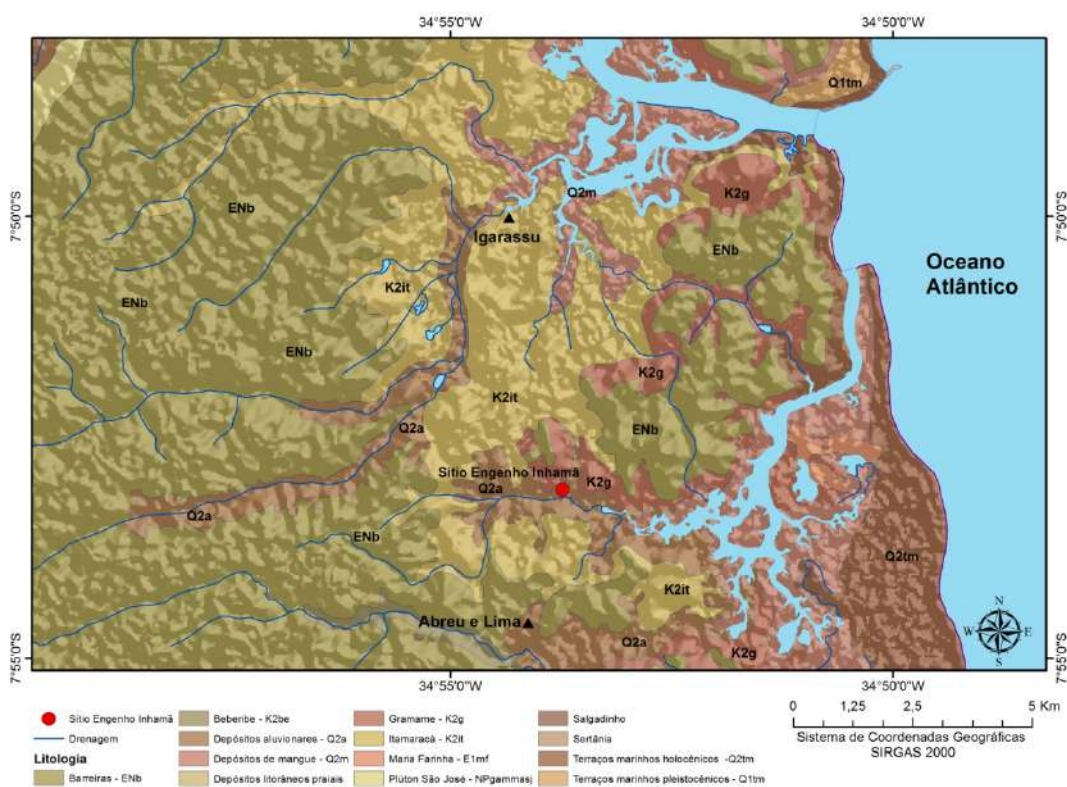 34°55'0"W
34°50'0"W
Q1tm
ENb
Q2m
K2g
7°50'0"S
7°50'0"S
Igarassu
ENb
Oceano
Atlântico
K2it
ENb
ENb
K2g
K2it
ENb
Q2a
Sítio Engenho Inhamã
Q2a
K2g
Q2a
ENb
Q2tm
K2it
Abreu e Lima
Q2a
K2g
N
W
E
S
7°55'0"S
7°55'0"S
34°55'0"W
34°50'0"W
Sítio Engenho Inhamã
Drenagem
Litologia
Barreiras - ENb
Beberibe - K2be
Depósitos aluvionares - Q2a
Depósitos de mangue - Q2m
Depósitos litorâneos praiais
Gramame - K2g
Itamaracá - K2it
Maria Farinha - E1mf
Plúton São José - NPgammasj
Salgadinho
Sertânia
Terraços marinhos holocênicos -Q2tm
Terraços marinhos pleistocênicos - Q1tm
0 1,25 2,5 5 Km
Sistema de Coordenadas Geográficas
SIRGAS 2000